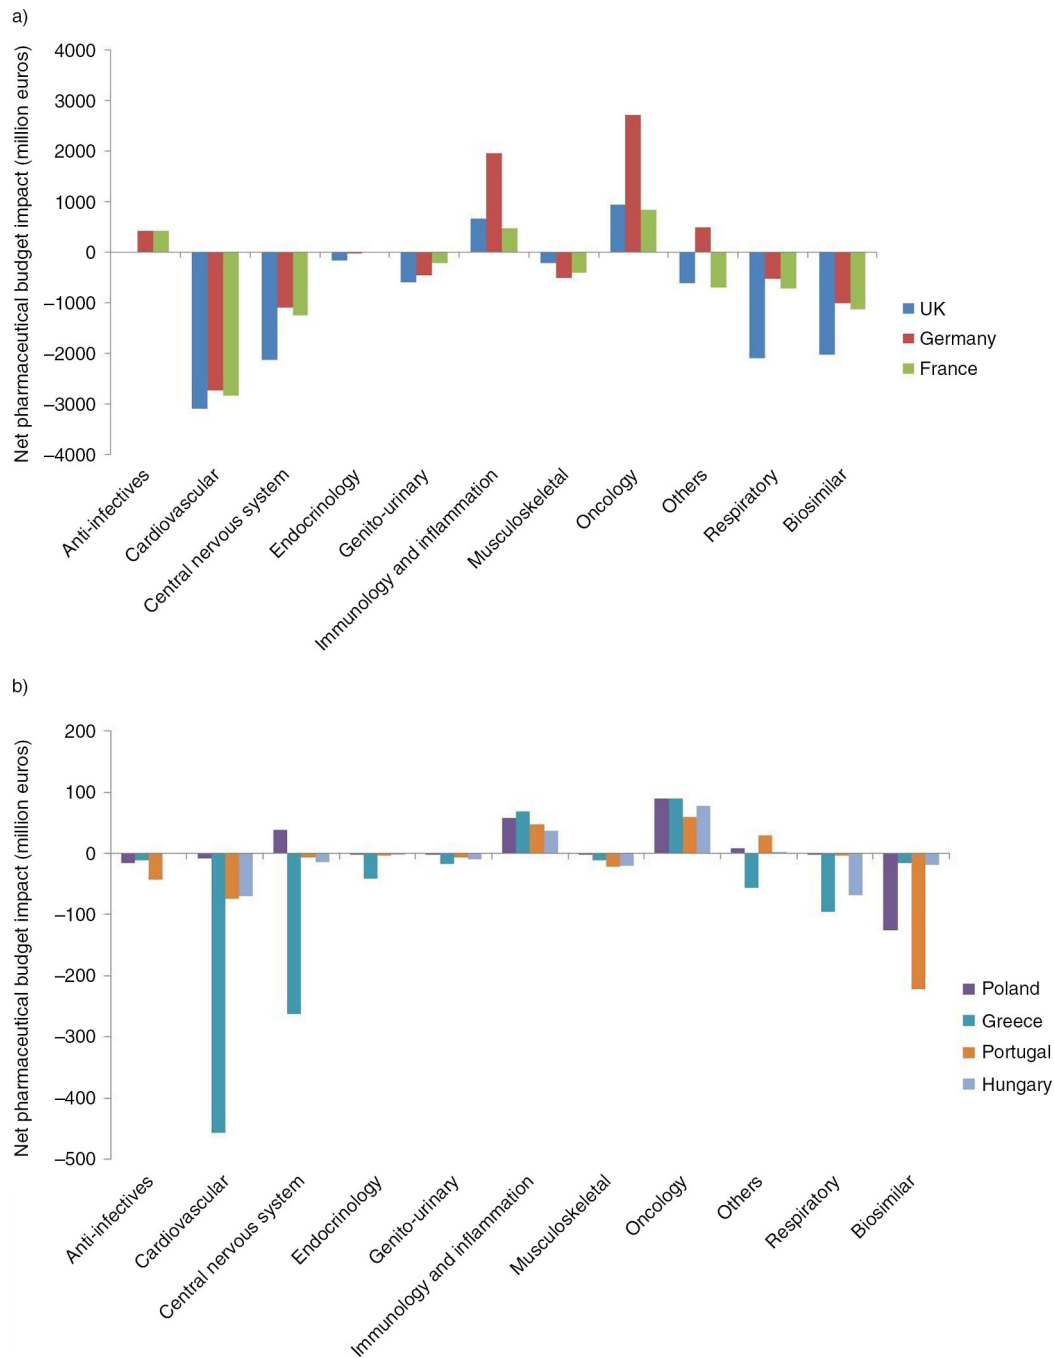 a)
Net pharmaceutical budget impact (million euros)
4000
3000
2000
1000
0
–1000
–2000
–3000
–4000
Anti-infectives
Cardiovascular
Central nervous system
Endocrinology
Genito-urinary
Immunology and inflammation
Musculoskeletal
Oncology
Others
Respiratory
Biosimilar
UK
Germany
France
b)
Net pharmaceutical budget impact (million euros)
200
100
0
–100
–200
–300
–400
–500
Anti-infectives
Cardiovascular
Central nervous system
Endocrinology
Genito-urinary
Immunology and inflammation
Musculoskeletal
Oncology
Others
Respiratory
Biosimilar
Poland
Greece
Portugal
Hungary